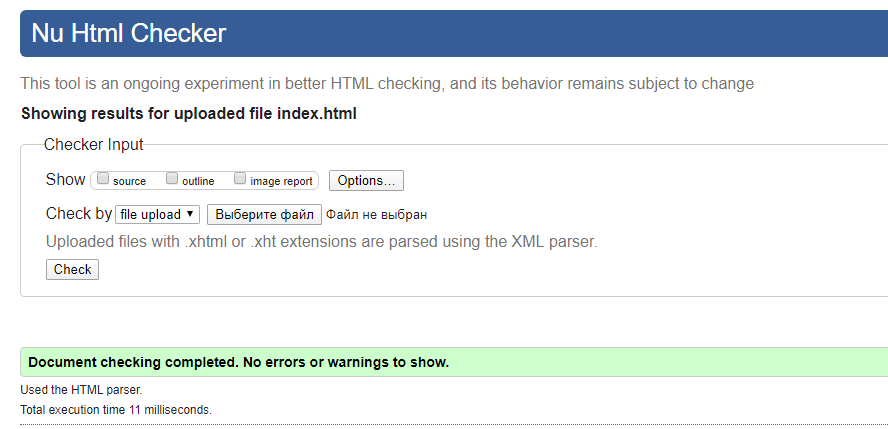 Nu Html Checker
This tool is an ongoing experiment in better HTML checking, and its behavior remains subject to change
Showing results for uploaded file index.html
Checker Input
Show source outline image report Options...
Check by file upload Выберите файл Файл не выбран
Uploaded files with .xhtml or .xht extensions are parsed using the XML parser.
Check
Document checking completed. No errors or warnings to show.
Used the HTML parser.
Total execution time 11 milliseconds.